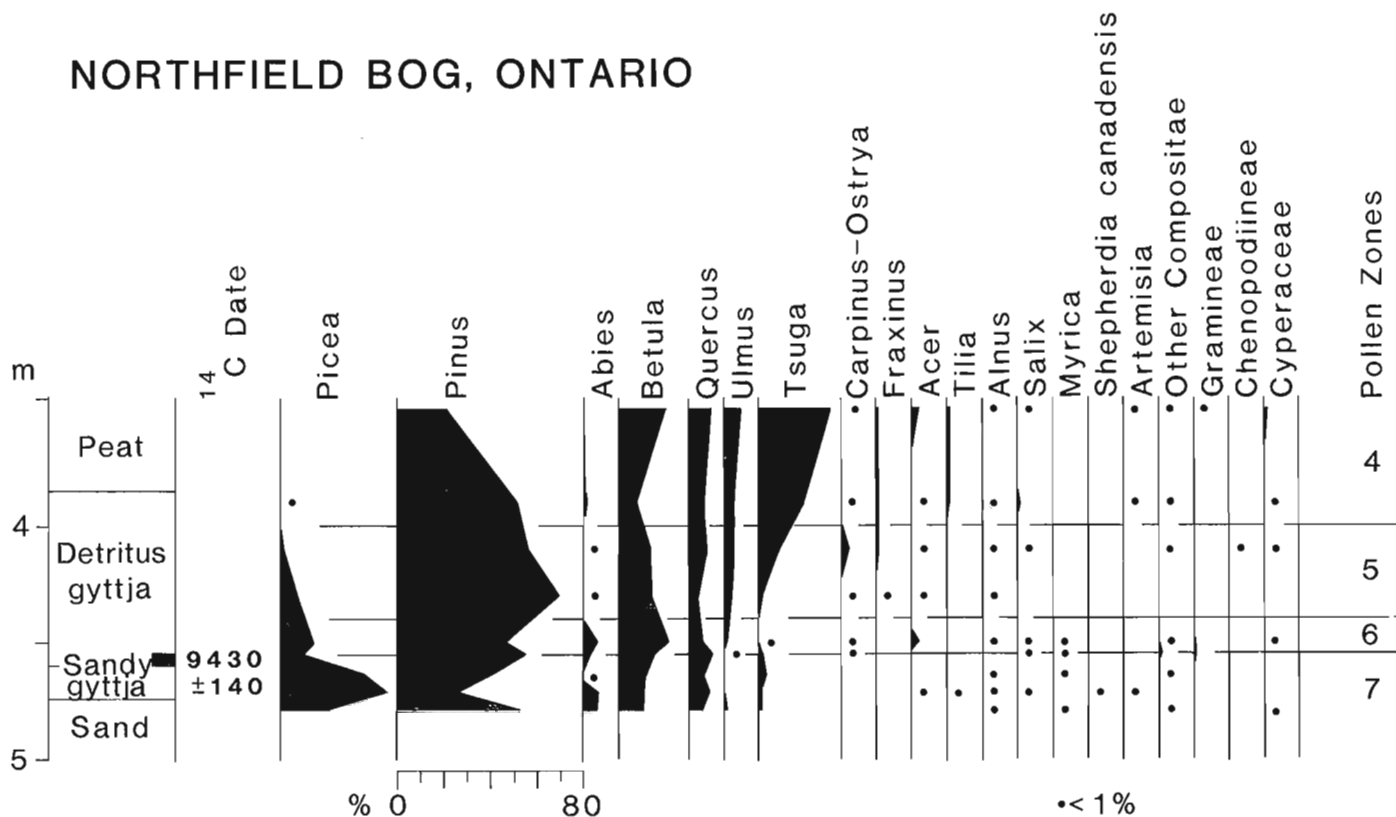 NORTHFIELD BOG, ONTARIO
m
14
C Date
Picea
Pinus
Abies
Betula
Quercus
Ulmus
Tsuga
Carpinus-Ostrya
Fraxinus
Acer
Tilia
Alnus
Salix
Myrica
Shepherdia canadensis
Artemisia
Other Compositae
Gramineae
Chenopodiineae
Cyperaceae
Pollen Zones
Peat
4
4
Detritus
gyttja
5
6
Sandy
9430
gyttja
±140
7
Sand
5
% 0
80
•<1%